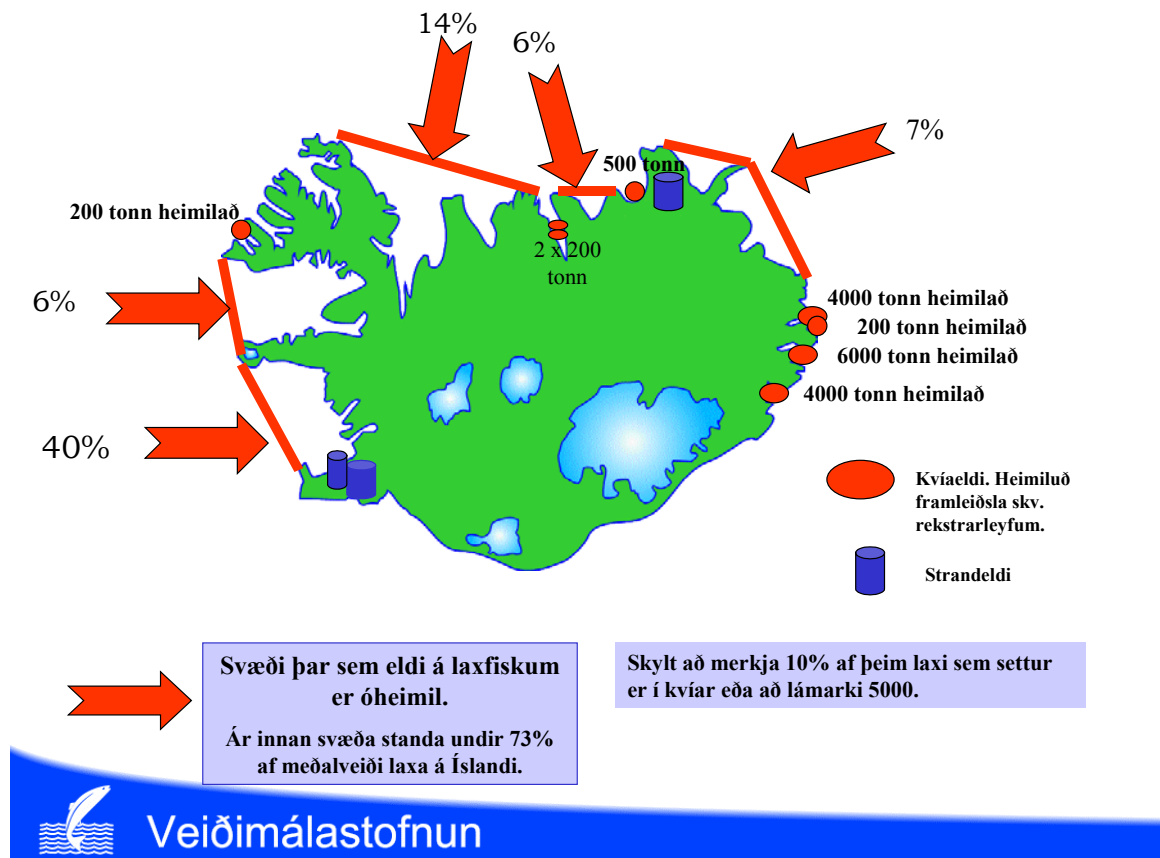 14%
6%
7%
500 tonn
200 tonn heimilað
2 x 200
tonn
6%
4000 tonn heimilað
200 tonn heimilað
6000 tonn heimilað
4000 tonn heimilað
40%
Kvíaeldi. Heimiluð
framleiðsla skv.
rekstrarleyfum.
Strandeldi
Svæði þar sem eldi á laxfiskum
er óheimil.
Ár innan svæða standa undir 73%
af meðalveiði laxa á Íslandi.
Skylt að merkja 10% af þeim laxi sem settur
er í kvíar eða að lámarki 5000.
Veiðimálastofnun